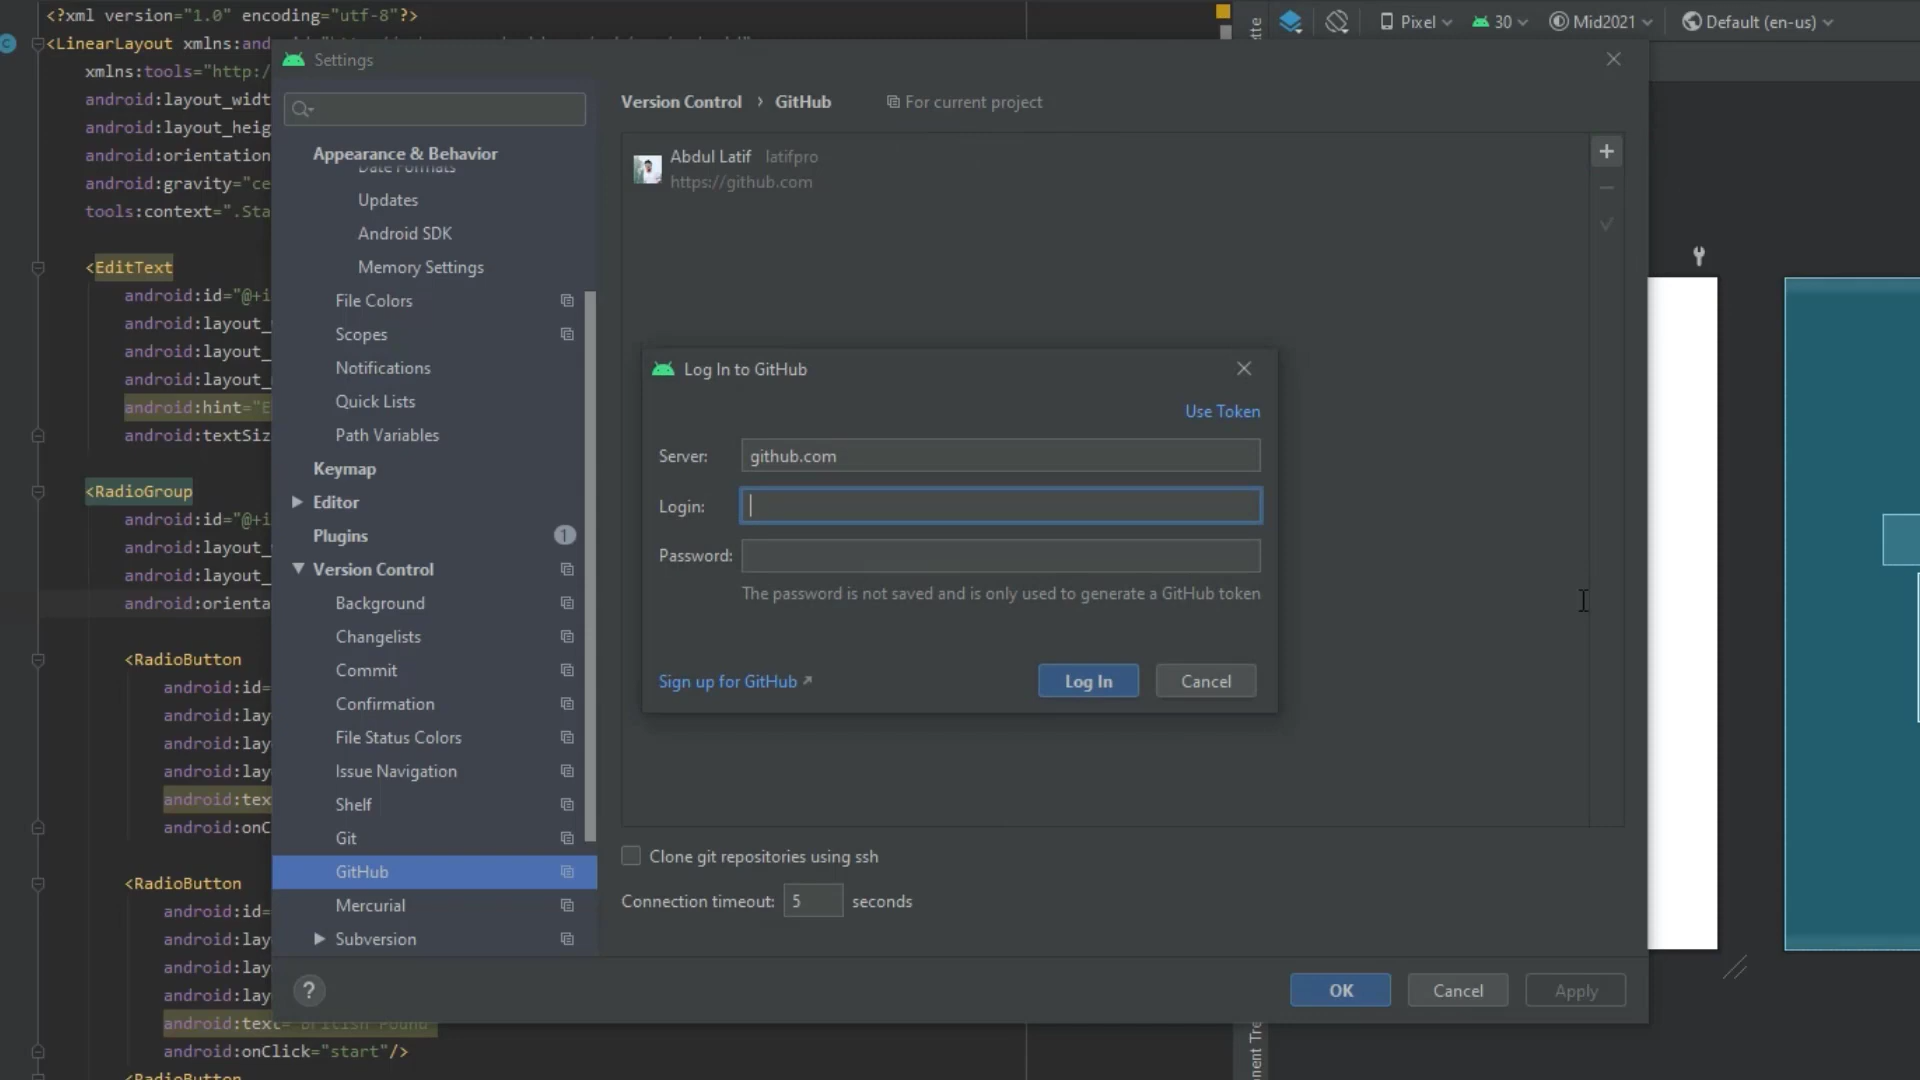 <?xml version="1.0" encoding="utf-8"?>
<LinearLayout xmlns:and
xmlns:tools="http:/
android:layout_widt
android:layout_heig
android:orientation
android:gravity="ce
tools:context=".Sta
<EditText
android:id="@+i
android:layout_
android:layout_
android:layout_
android:hint="E
android:textSiz
<RadioGroup
android:id="@+i
android:layout_
android:layout_
android:orienta
<RadioButton
android:id=
android:lay
android:lay
android:lay
android:tex
android:onC
<RadioButton
android:id=
android:lay
android:lay
android:lay
android:text="British Pound"
android:onClick="start"/>
<RadioButton
Settings
Appearance & Behavior
Date Formats
Updates
Android SDK
Memory Settings
File Colors
Scopes
Notifications
Quick Lists
Path Variables
Keymap
Editor
Plugins 1
Version Control
Background
Changelists
Commit
Confirmation
File Status Colors
Issue Navigation
Shelf
Git
GitHub
Mercurial
Subversion
?
Version Control › GitHub For current project
Abdul Latif latifpro
https://github.com
Log In to GitHub
Use Token
Server: github.com
Login:
Password:
The password is not saved and is only used to generate a GitHub token
Sign up for GitHub ↗
Log In Cancel
Clone git repositories using ssh
Connection timeout: 5 seconds
OK Cancel Apply
Pixel 30 Mid2021 Default (en-us)